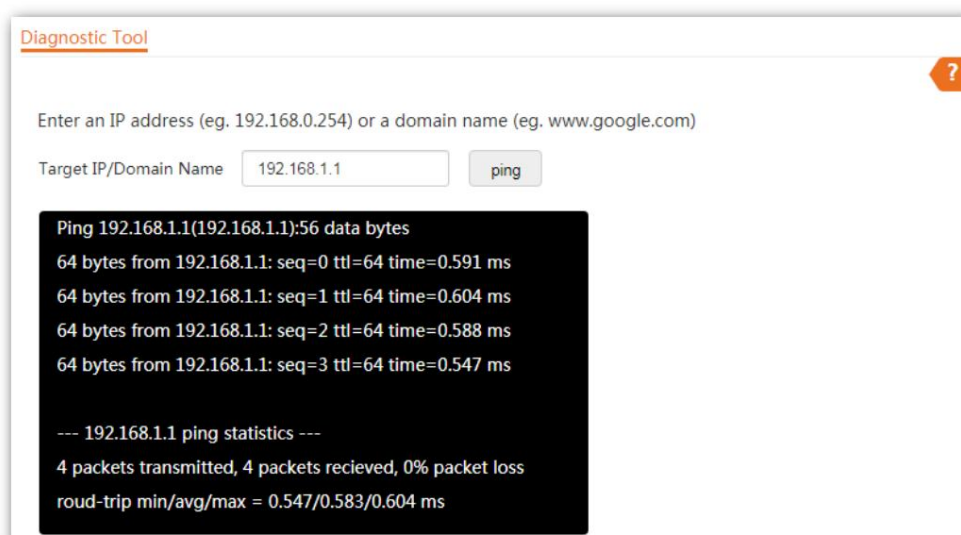 Diagnostic Tool
?
Enter an IP address (eg. 192.168.0.254) or a domain name (eg. www.google.com)
Target IP/Domain Name 192.168.1.1 ping
Ping 192.168.1.1(192.168.1.1):56 data bytes
64 bytes from 192.168.1.1: seq=0 ttl=64 time=0.591 ms
64 bytes from 192.168.1.1: seq=1 ttl=64 time=0.604 ms
64 bytes from 192.168.1.1: seq=2 ttl=64 time=0.588 ms
64 bytes from 192.168.1.1: seq=3 ttl=64 time=0.547 ms
--- 192.168.1.1 ping statistics ---
4 packets transmitted, 4 packets recieved, 0% packet loss
roud-trip min/avg/max = 0.547/0.583/0.604 ms